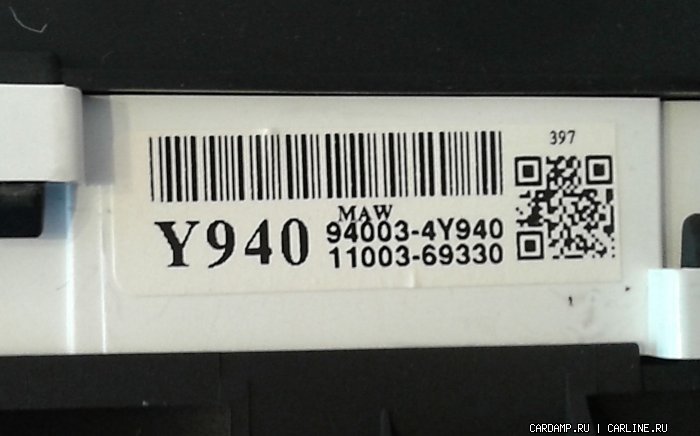 397
MAW
Y940 94003-4Y940
11003-69330
CARDAMP.RU | CARLINE.RU